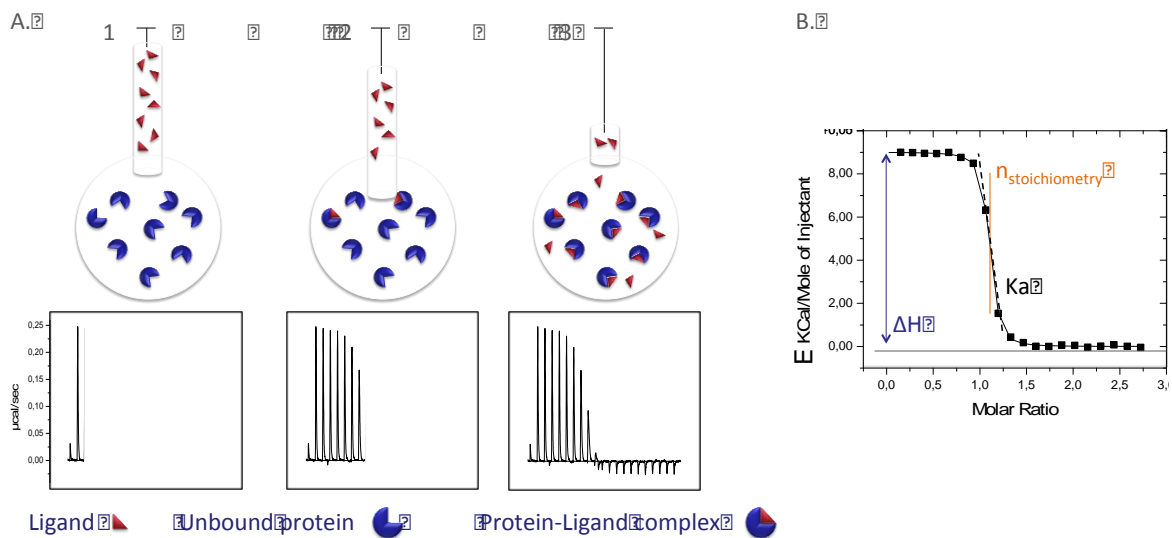 A.
1 2 3
B.
0,25
0,20
0,15
0,10
0,05
0,00
µcal/sec
Ligand Unbound protein Protein-Ligand complex
8,00
6,00
4,00
2,00
0,00
KCal/Mole of Injectant
n stoichiometry
Ka
ΔH
0,0 0,5 1,0 1,5 2,0 2,5 3,0
Molar Ratio